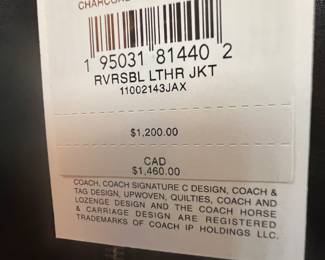 CHARCOAL
1 95031 81440 2
RVRSBL LTHR JKT
11002143JAX
$1,200.00
CAD
$1,460.00
COACH, COACH SIGNATURE C DESIGN, COACH &
TAG DESIGN, UPWOVEN, QUILTIES, COACH AND
LOZENGE DESIGN AND THE COACH HORSE
& CARRIAGE DESIGN ARE REGISTERED
TRADEMARKS OF COACH IP HOLDINGS LLC.